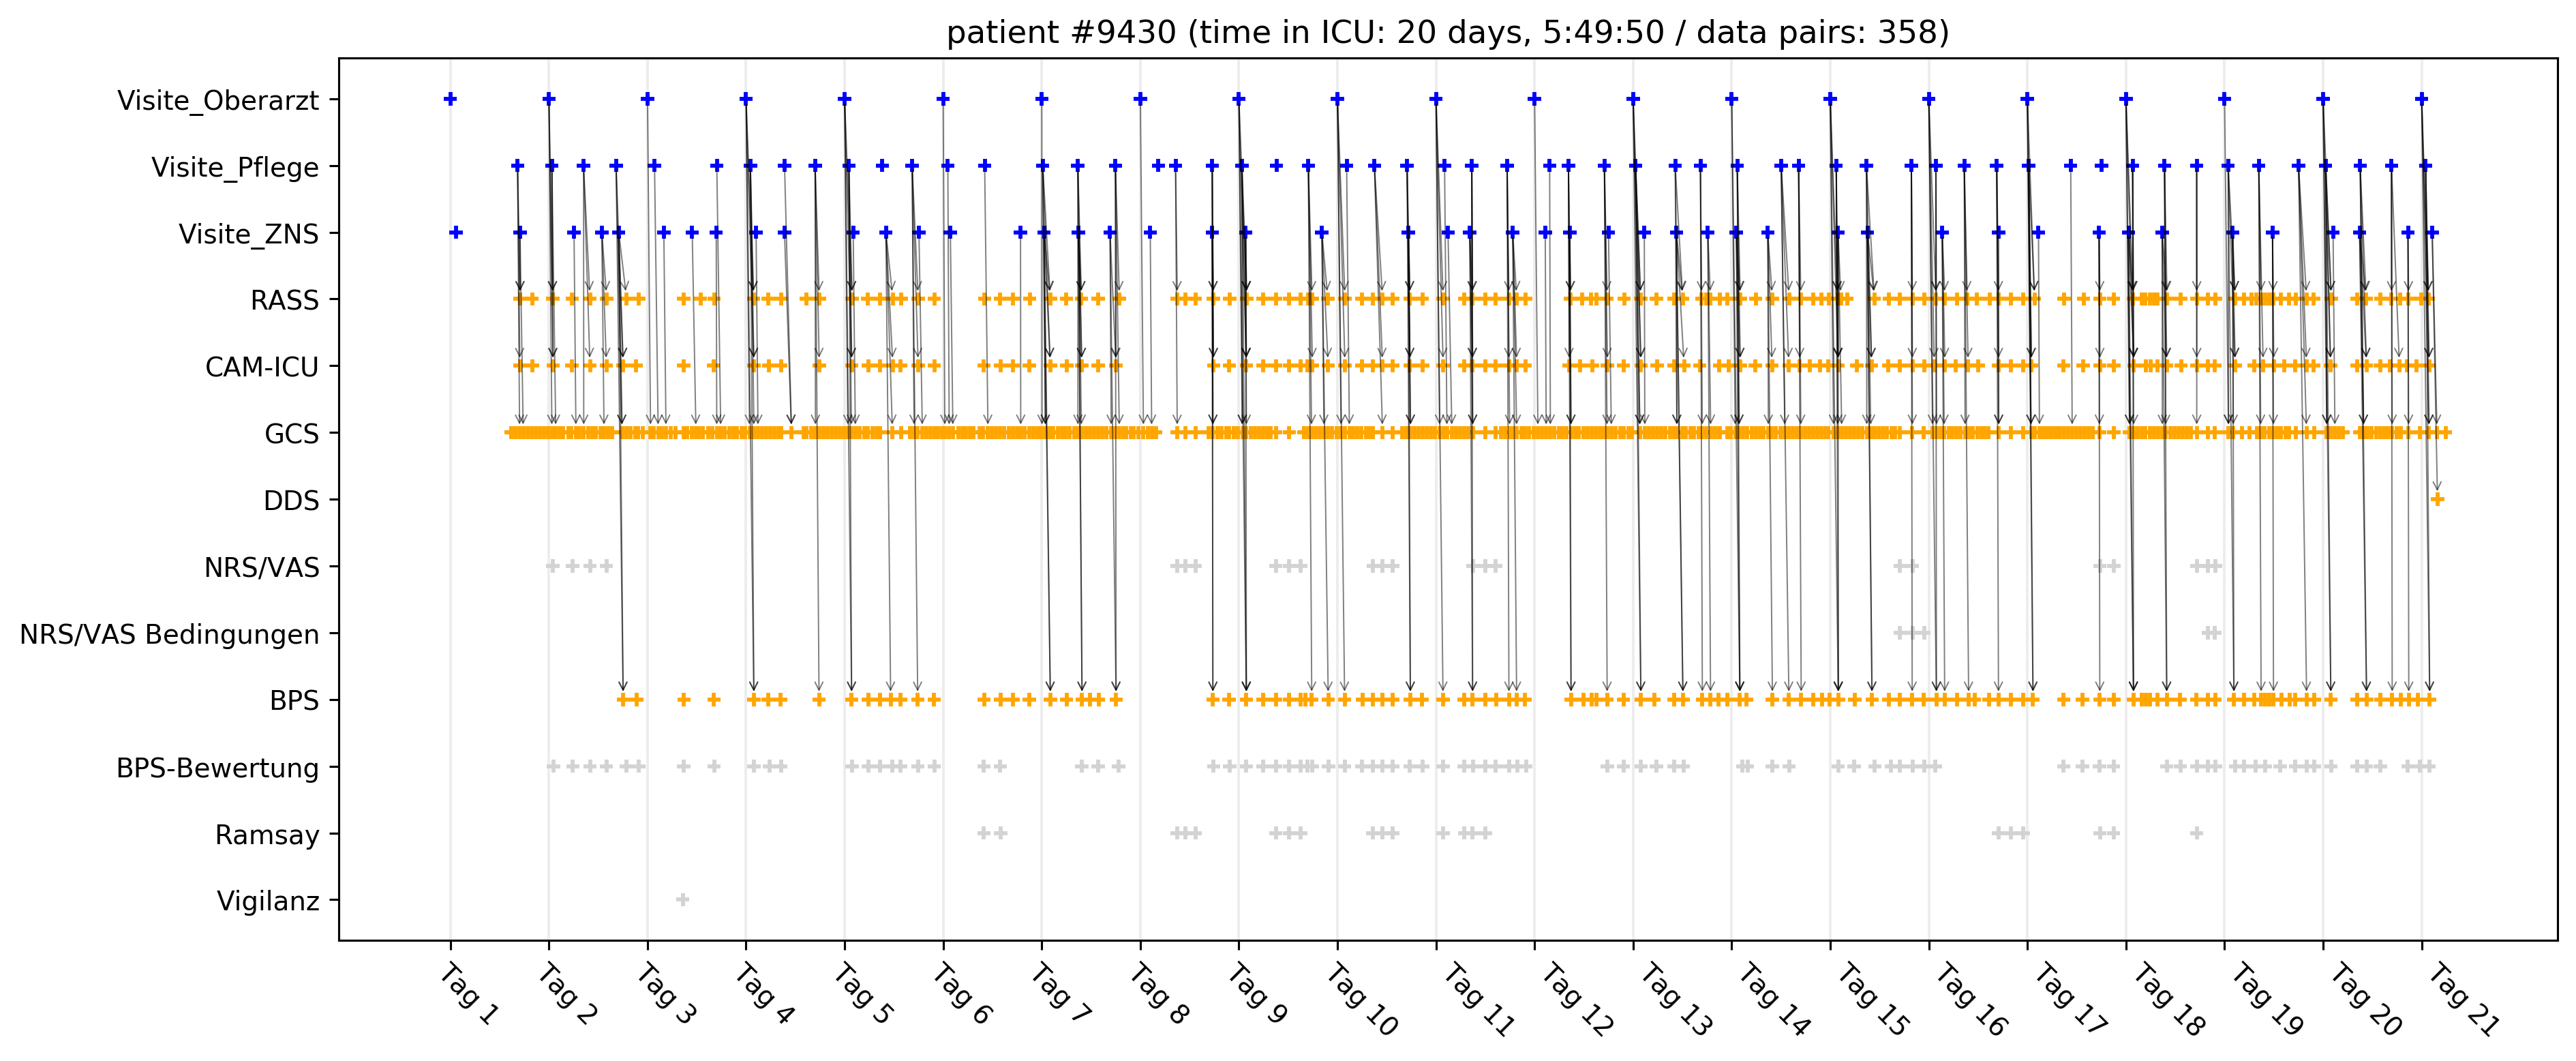 patient #9430 (time in ICU: 20 days, 5:49:50 / data pairs: 358)
Visite_Oberarzt
Visite_Pflege
Visite_ZNS
RASS
CAM-ICU
GCS
DDS
NRS/VAS
NRS/VAS Bedingungen
BPS
BPS-Bewertung
Ramsay
Vigilanz
Tag 1
Tag 2
Tag 3
Tag 4
Tag 5
Tag 6
Tag 7
Tag 8
Tag 9
Tag 10
Tag 11
Tag 12
Tag 13
Tag 14
Tag 15
Tag 16
Tag 17
Tag 18
Tag 19
Tag 20
Tag 21